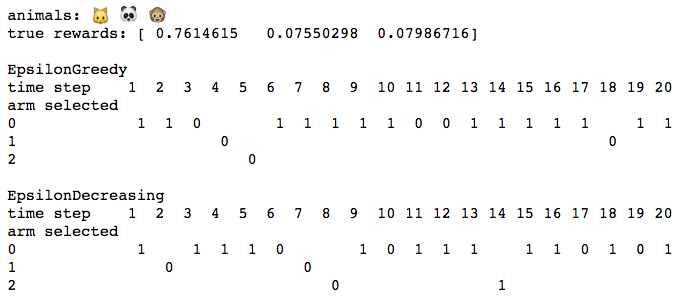 animals: 🐱 🐼 🐵
true rewards: [ 0.7614615   0.07550298  0.07986716]
EpsilonGreedy
time step    1  2  3  4  5  6  7  8  9  10 11 12 13 14 15 16 17 18 19 20
arm selected
0             1  1  0        1  1  1  1  1  0  0  1  1  1  1  1     1  1
1                      0                                         0
2                         0
EpsilonDecreasing
time step    1  2  3  4  5  6  7  8  9  10 11 12 13 14 15 16 17 18 19 20
arm selected
0             1     1  1  1  0        1  0  1  1  1     1  1  0  1  0  1
1                0              0
2                                  0                 1